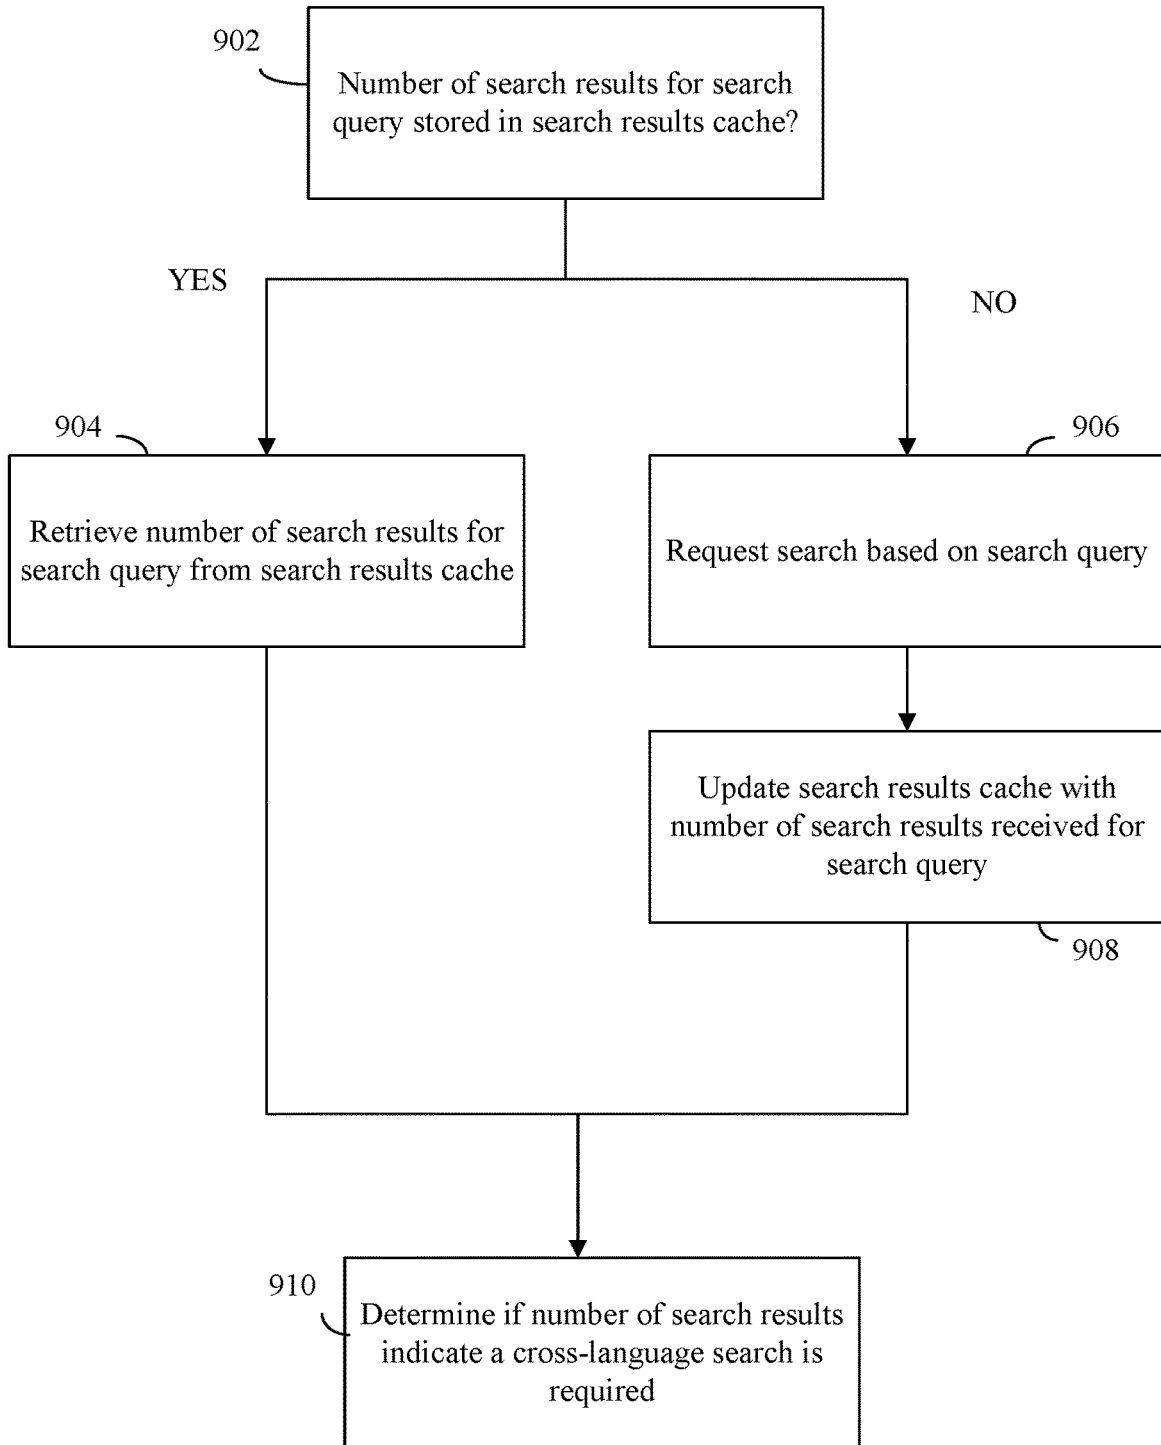 902
Number of search results for search
query stored in search results cache?
YES
NO
904
906
Retrieve number of search results for
search query from search results cache
Request search based on search query
Update search results cache with
number of search results received for
search query
908
910
Determine if number of search results
indicate a cross-language search is
required